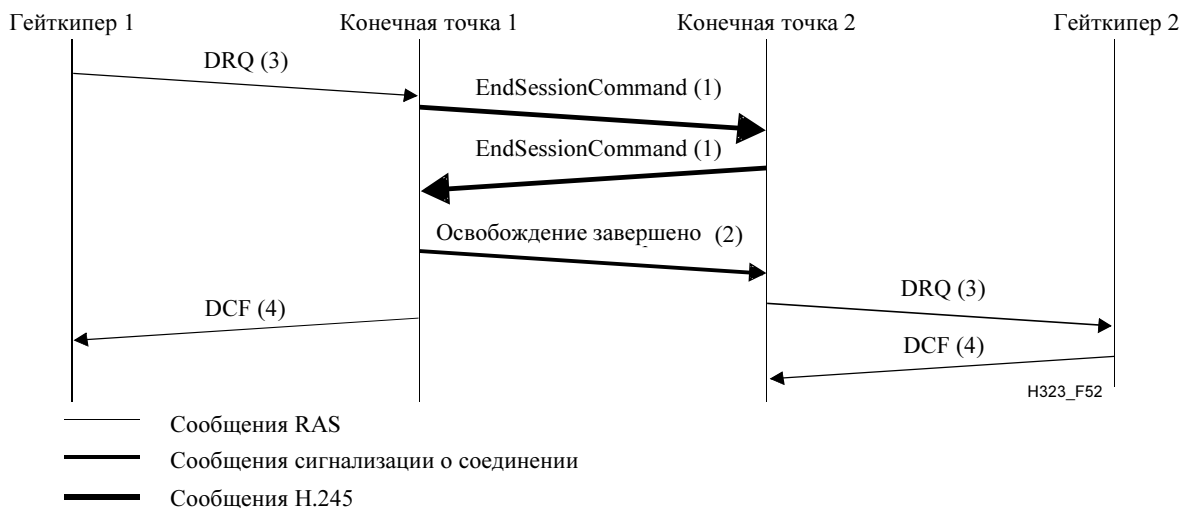 Гейткипер 1
Конечная точка 1
Конечная точка 2
Гейткипер 2
DRQ (3)
EndSessionCommand (1)
EndSessionCommand (1)
Освобождение завершено (2)
DRQ (3)
DCF (4)
DCF (4)
H323_F52
Сообщения RAS
Сообщения сигнализации о соединении
Сообщения H.245